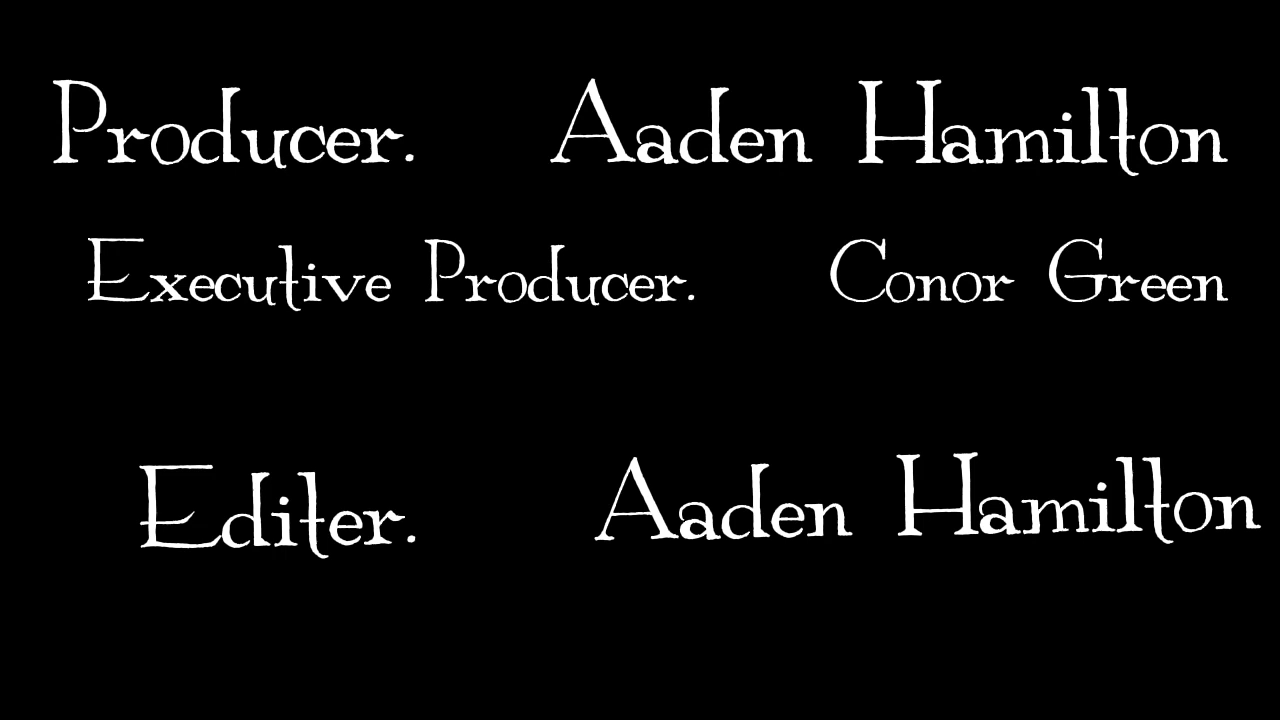 Producer. Aaden Hamilton
Executive Producer. Conor Green
Editer. Aaden Hamilton